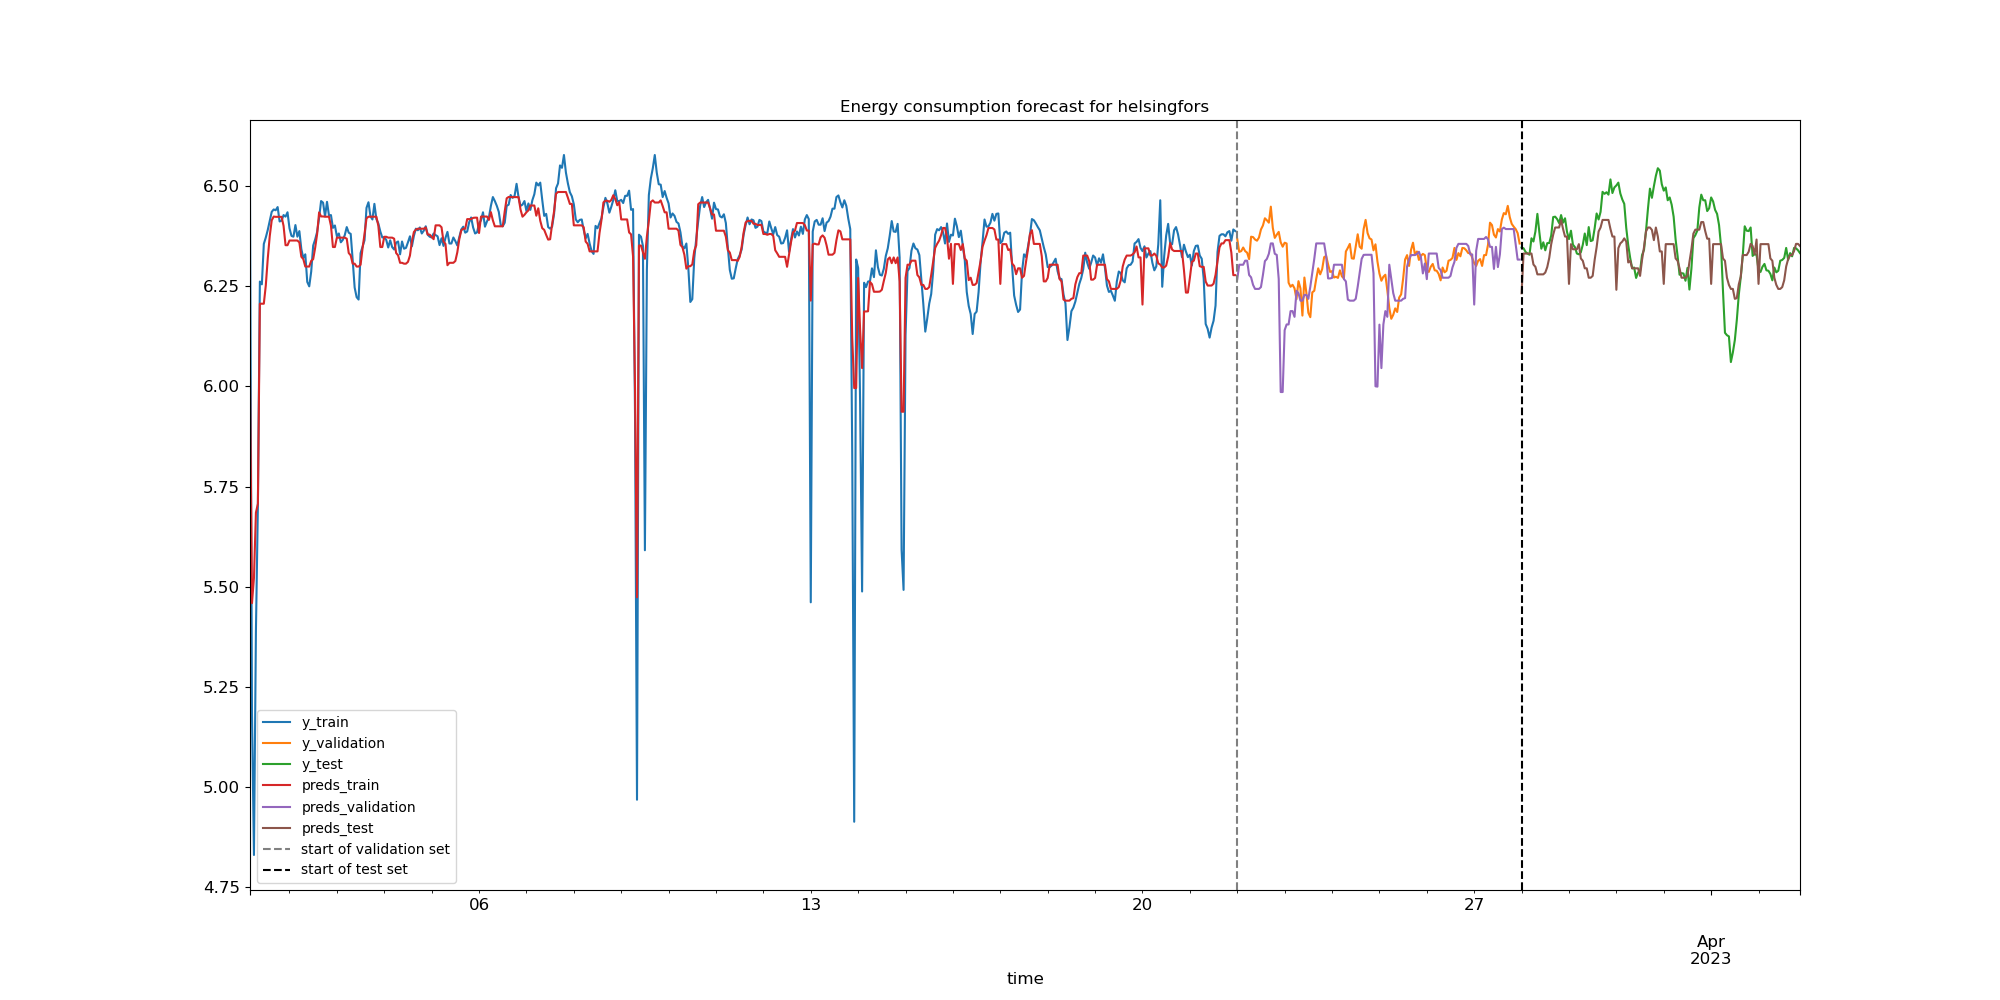 Energy consumption forecast for helsingfors
6.50
6.25
6.00
5.75
5.50
5.25
5.00
4.75
y_train
y_validation
y_test
preds_train
preds_validation
preds_test
start of validation set
start of test set
06
13
20
27
Apr
2023
time